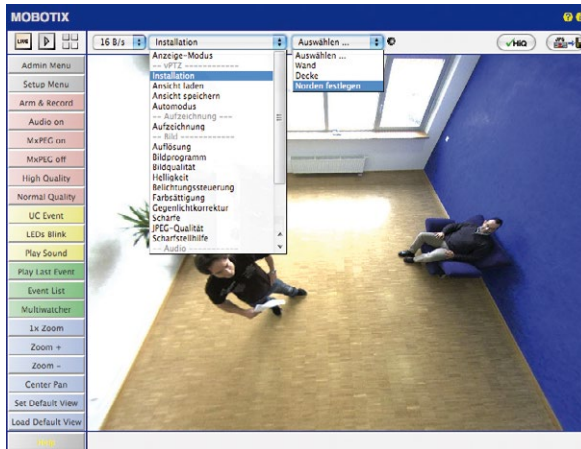 MOBOTIX
LIVE
16 B/s
Installation
Auswählen ...
HiQ
Admin Menu
Setup Menu
Arm & Record
Audio on
MxPEG on
MxPEG off
High Quality
Normal Quality
UC Event
LEDs Blink
Play Sound
Play Last Event
Event List
Multiwatcher
1x Zoom
Zoom +
Zoom -
Center Pan
Set Default View
Load Default View
Anzeige-Modus
-- vPTZ ------------
Installation
Ansicht laden
Ansicht speichern
Automodus
-- Aufzeichnung ---
Aufzeichnung
-- Bild --------------
Auflösung
Bildprogramm
Bildqualität
Helligkeit
Belichtungssteuerung
Farbsättigung
Gegenlichtkorrektur
Schärfe
JPEG-Qualität
Scharfstellhilfe
-- Audio -----------
Auswählen ...
Wand
Decke
Norden festlegen